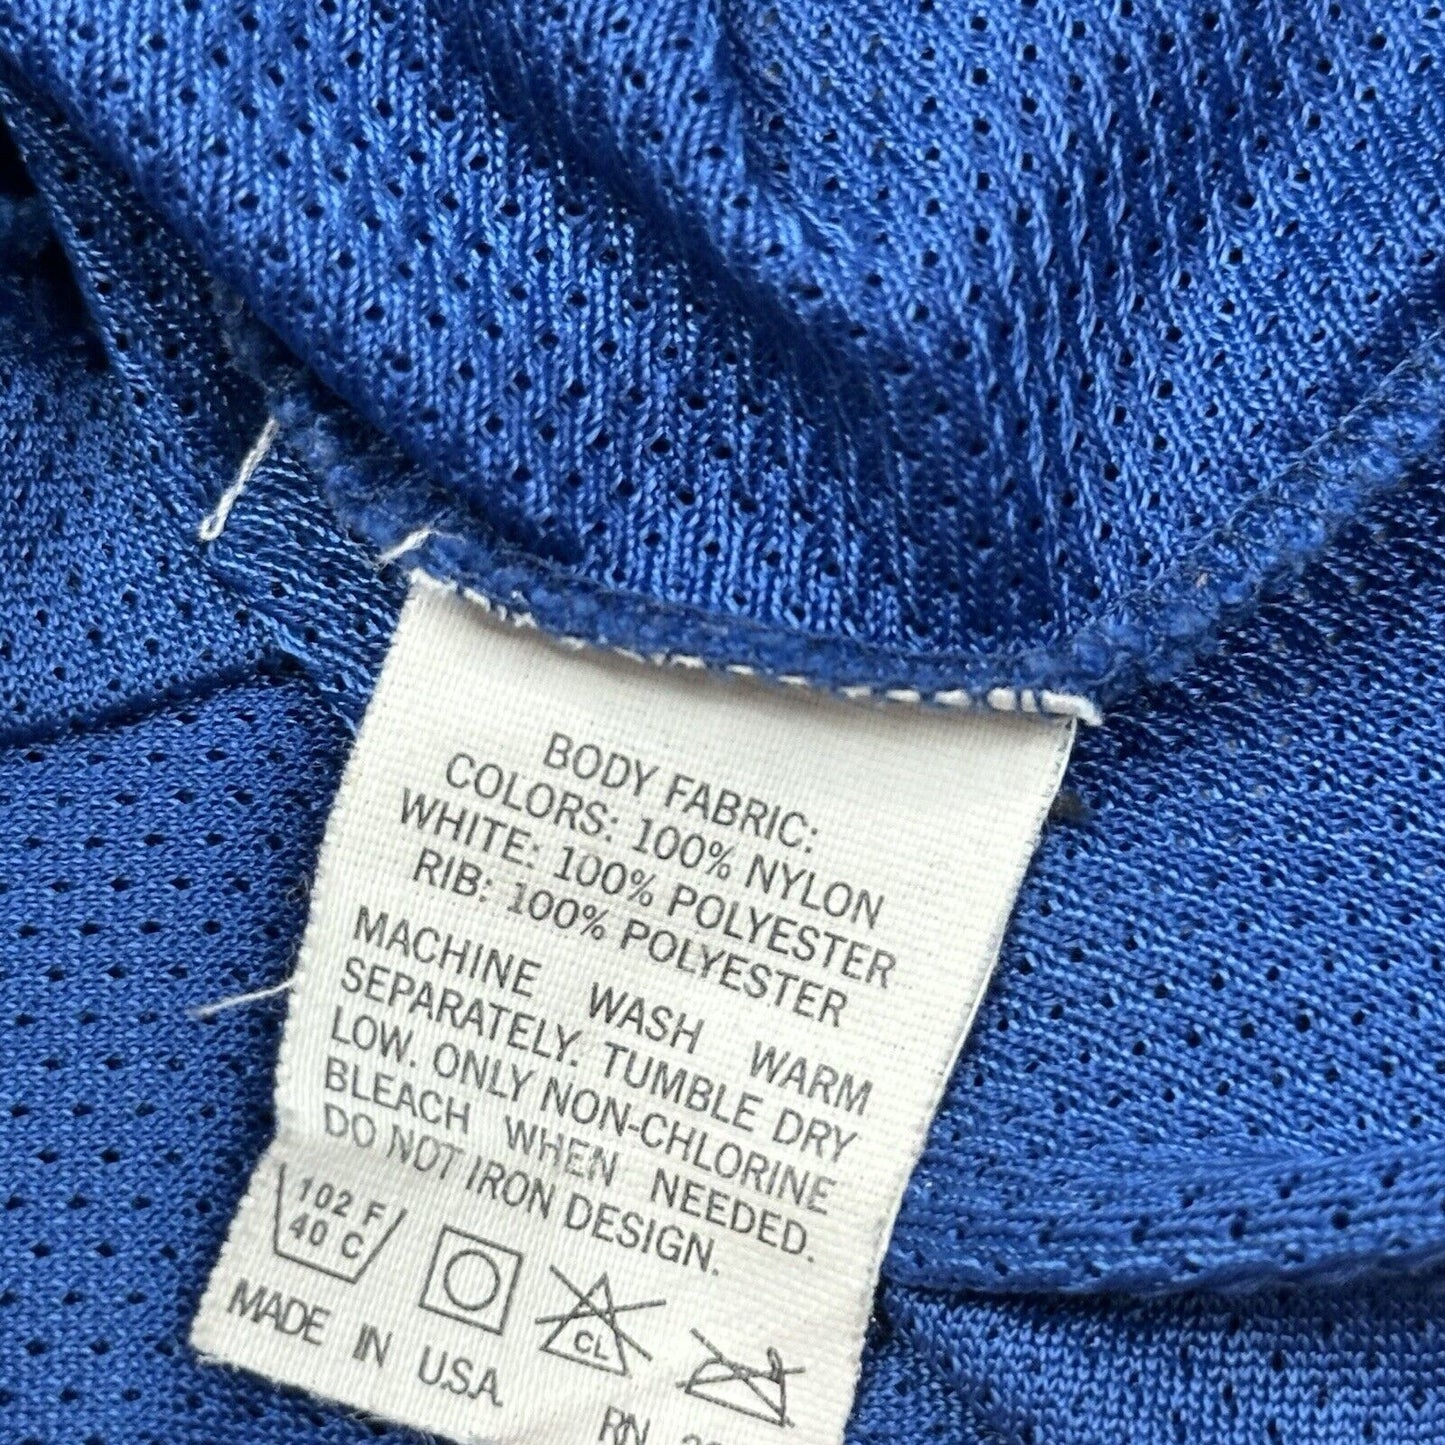 BODY FABRIC:
COLORS: 100% NYLON
WHITE: 100% POLYESTER
RIB: 100% POLYESTER
MACHINE WASH WARM
SEPARATELY. TUMBLE DRY
LOW. ONLY NON-CHLORINE
BLEACH WHEN NEEDED.
DO NOT IRON DESIGN.
102 F
40 C
CL
MADE IN U.S.A.
RN